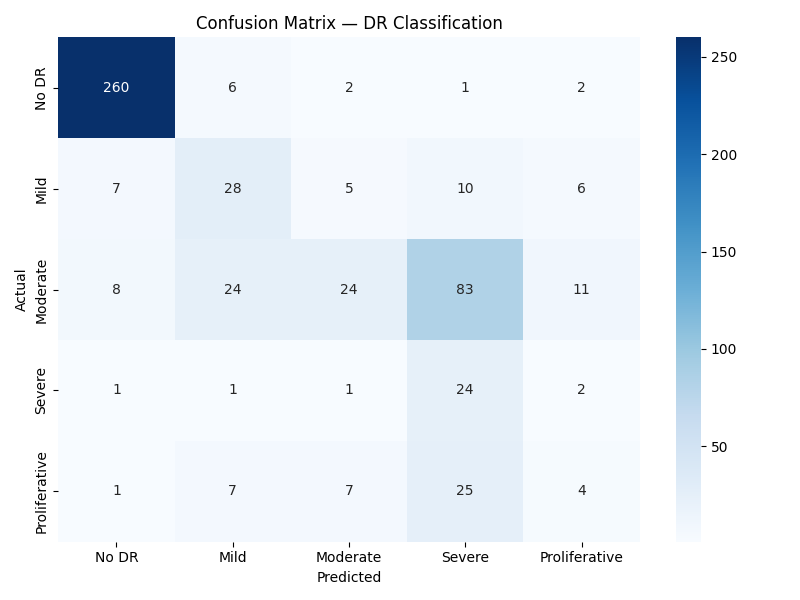 Confusion Matrix — DR Classification
Actual
No DR 260 6 2 1 2
Mild 7 28 5 10 6
Moderate 8 24 24 83 11
Severe 1 1 1 24 2
Proliferative 1 7 7 25 4
No DR Mild Moderate Severe Proliferative
Predicted
250
200
150
100
50